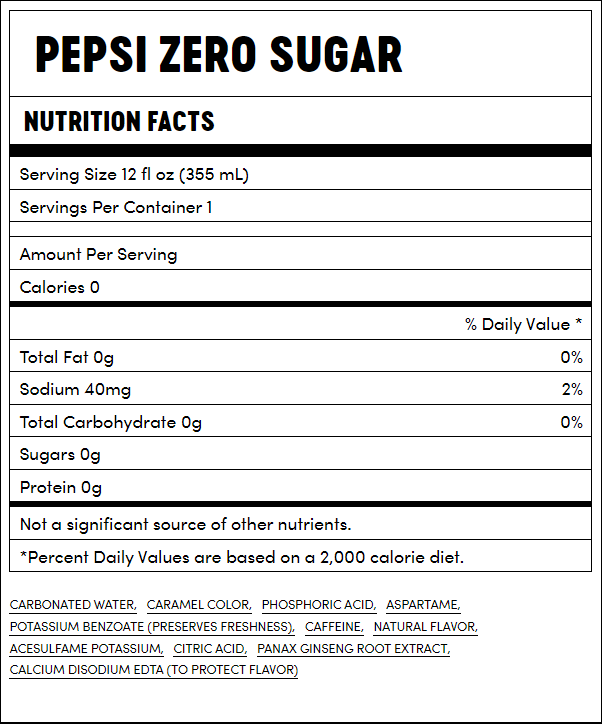 PEPSI ZERO SUGAR
NUTRITION FACTS
Serving Size 12 fl oz (355 mL)
Servings Per Container 1
Amount Per Serving
Calories 0
% Daily Value *
Total Fat 0g 0%
Sodium 40mg 2%
Total Carbohydrate 0g 0%
Sugars 0g
Protein 0g
Not a significant source of other nutrients.
*Percent Daily Values are based on a 2,000 calorie diet.
CARBONATED WATER, CARAMEL COLOR, PHOSPHORIC ACID, ASPARTAME,
POTASSIUM BENZOATE (PRESERVES FRESHNESS), CAFFEINE, NATURAL FLAVOR,
ACESULFAME POTASSIUM, CITRIC ACID, PANAX GINSENG ROOT EXTRACT,
CALCIUM DISODIUM EDTA (TO PROTECT FLAVOR)